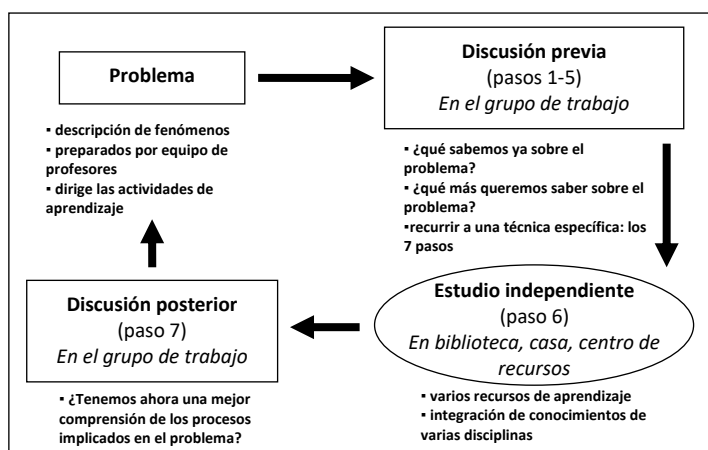 Problema
▪ descripción de fenómenos
▪ preparados por equipo de
profesores
▪ dirige las actividades de
aprendizaje
Discusión previa
(pasos 1-5)
En el grupo de trabajo
▪ ¿qué sabemos ya sobre el
problema?
▪ ¿qué más queremos saber sobre el
problema?
▪recurrir a una técnica específica: los
7 pasos
Estudio independiente
(paso 6)
En biblioteca, casa, centro de
recursos
▪ varios recursos de aprendizaje
▪ integración de conocimientos de
varias disciplinas
Discusión posterior
(paso 7)
En el grupo de trabajo
▪ ¿Tenemos ahora una mejor
comprensión de los procesos
implicados en el problema?